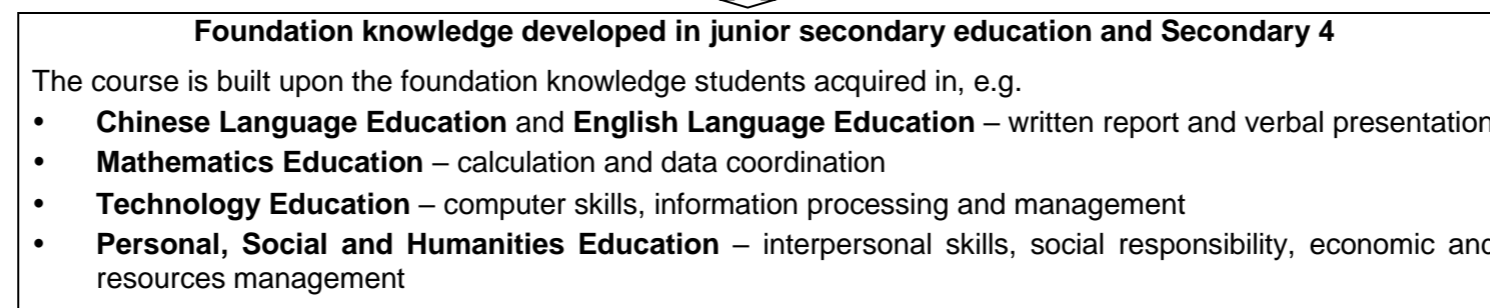 Foundation knowledge developed in junior secondary education and Secondary 4
The course is built upon the foundation knowledge students acquired in, e.g.
• Chinese Language Education and English Language Education – written report and verbal presentation
• Mathematics Education – calculation and data coordination
• Technology Education – computer skills, information processing and management
• Personal, Social and Humanities Education – interpersonal skills, social responsibility, economic and
resources management